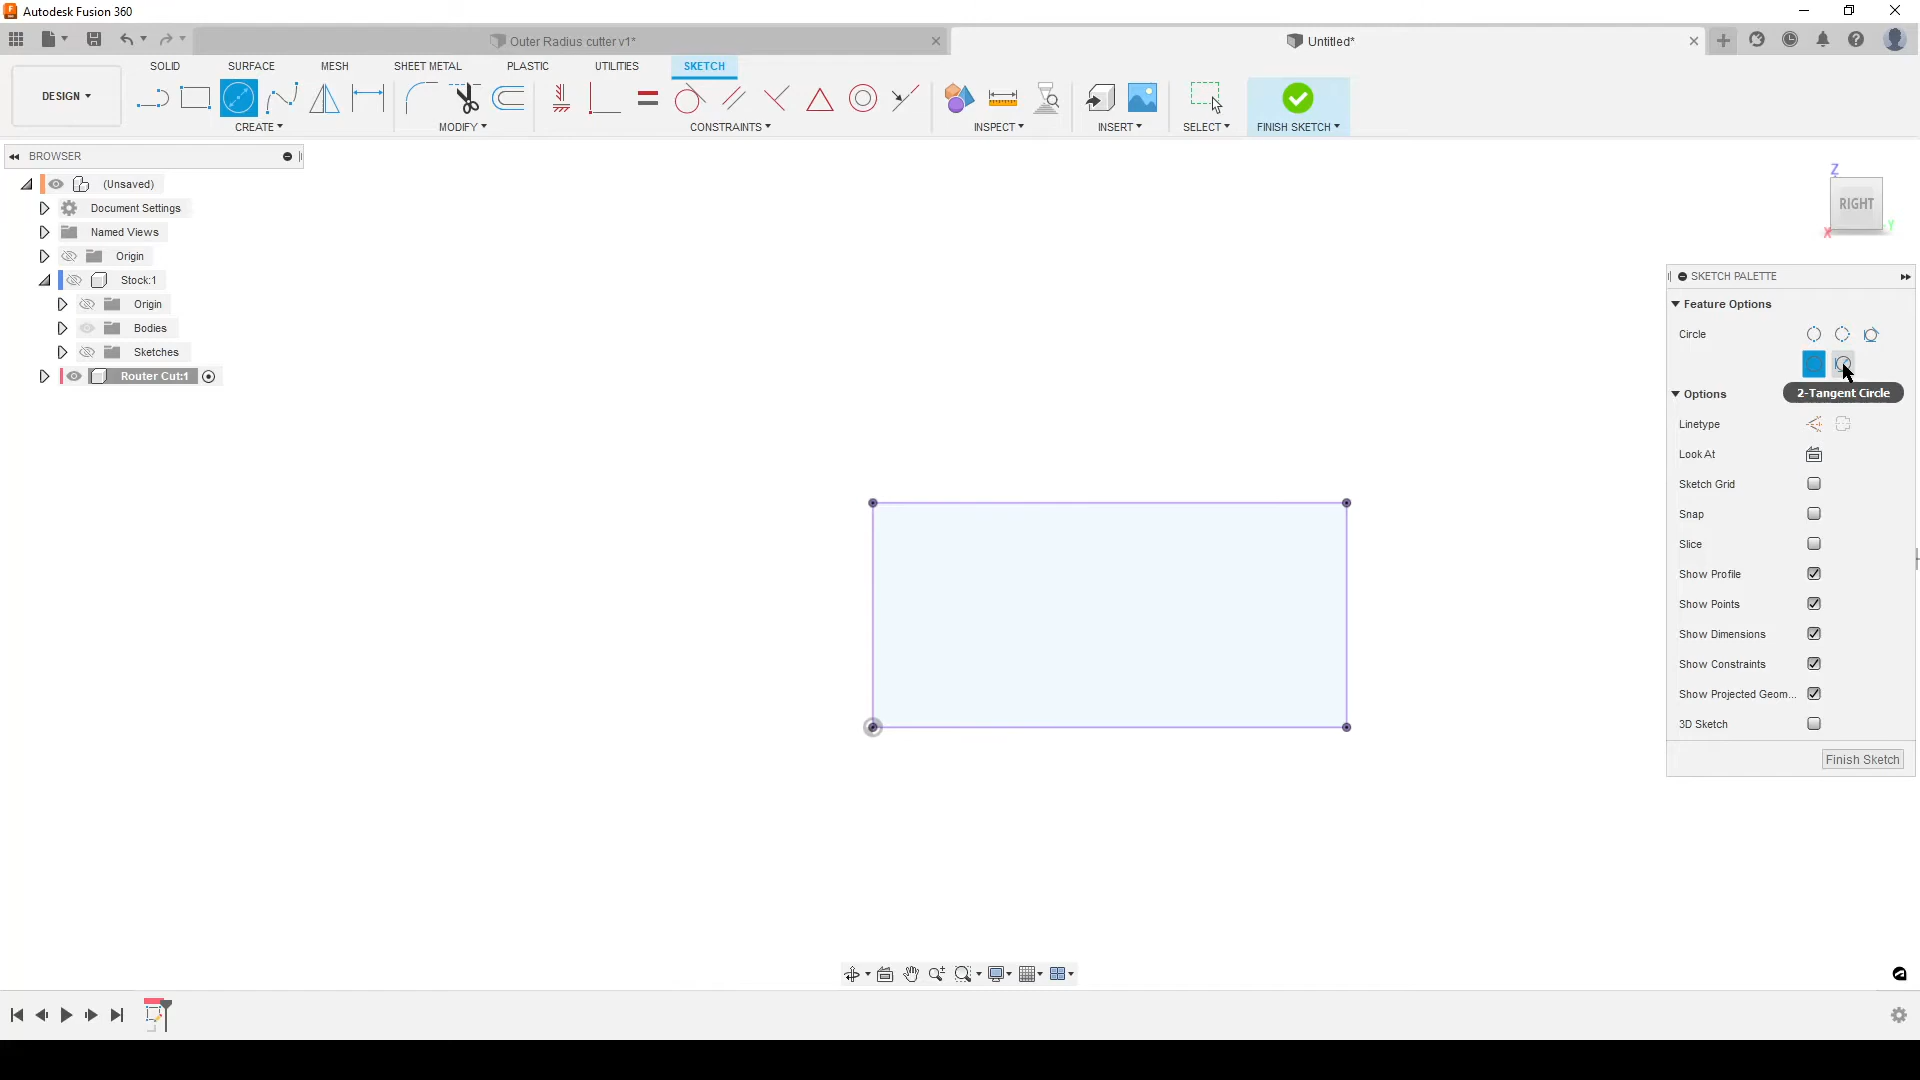 Autodesk Fusion 360
Outer Radius cutter v1*
Untitled*
DESIGN
SOLID
SURFACE
MESH
SHEET METAL
PLASTIC
UTILITIES
SKETCH
CREATE
MODIFY
CONSTRAINTS
INSPECT
INSERT
SELECT
FINISH SKETCH
BROWSER
(Unsaved)
Document Settings
Named Views
Origin
Stock:1
Origin
Bodies
Sketches
Router Cut:1
Z
RIGHT
Y
X
SKETCH PALETTE
Feature Options
Circle
2-Tangent Circle
Options
Linetype
Look At
Sketch Grid
Snap
Slice
Show Profile
Show Points
Show Dimensions
Show Constraints
Show Projected Geom...
3D Sketch
Finish Sketch